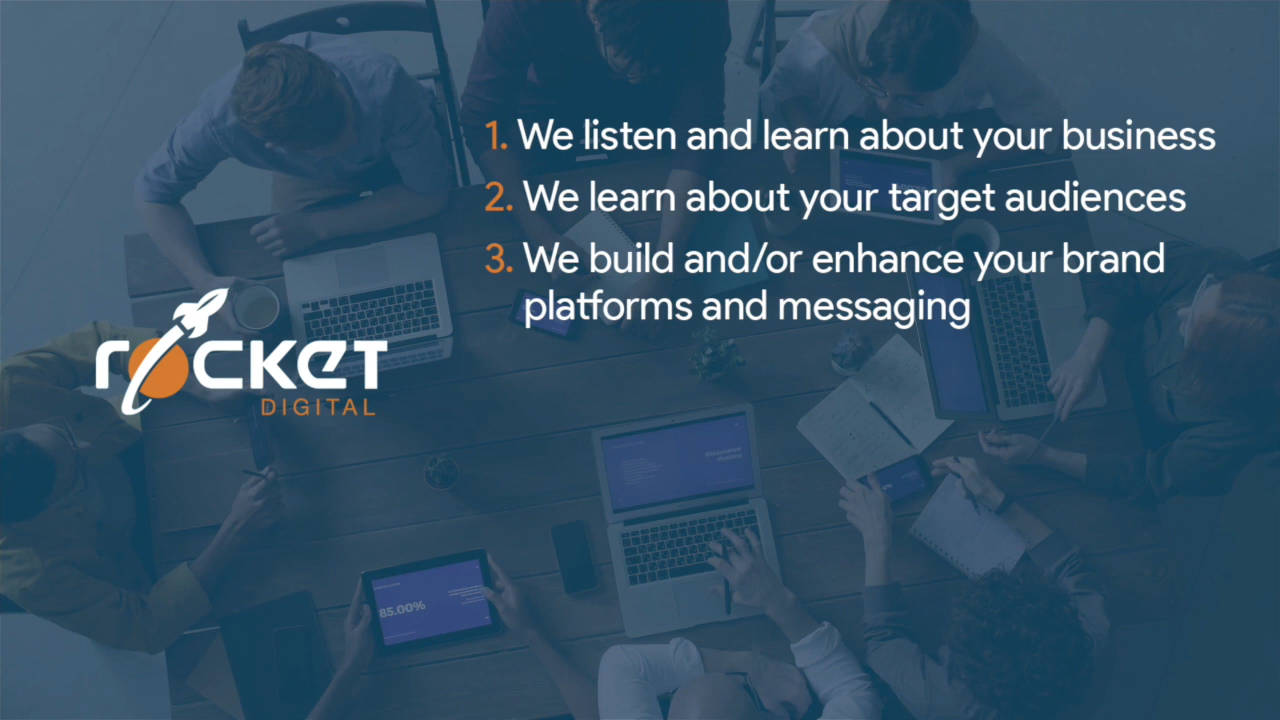 1. We listen and learn about your business
2. We learn about your target audiences
3. We build and/or enhance your brand
platforms and messaging
rocket
DIGITAL
85.00%